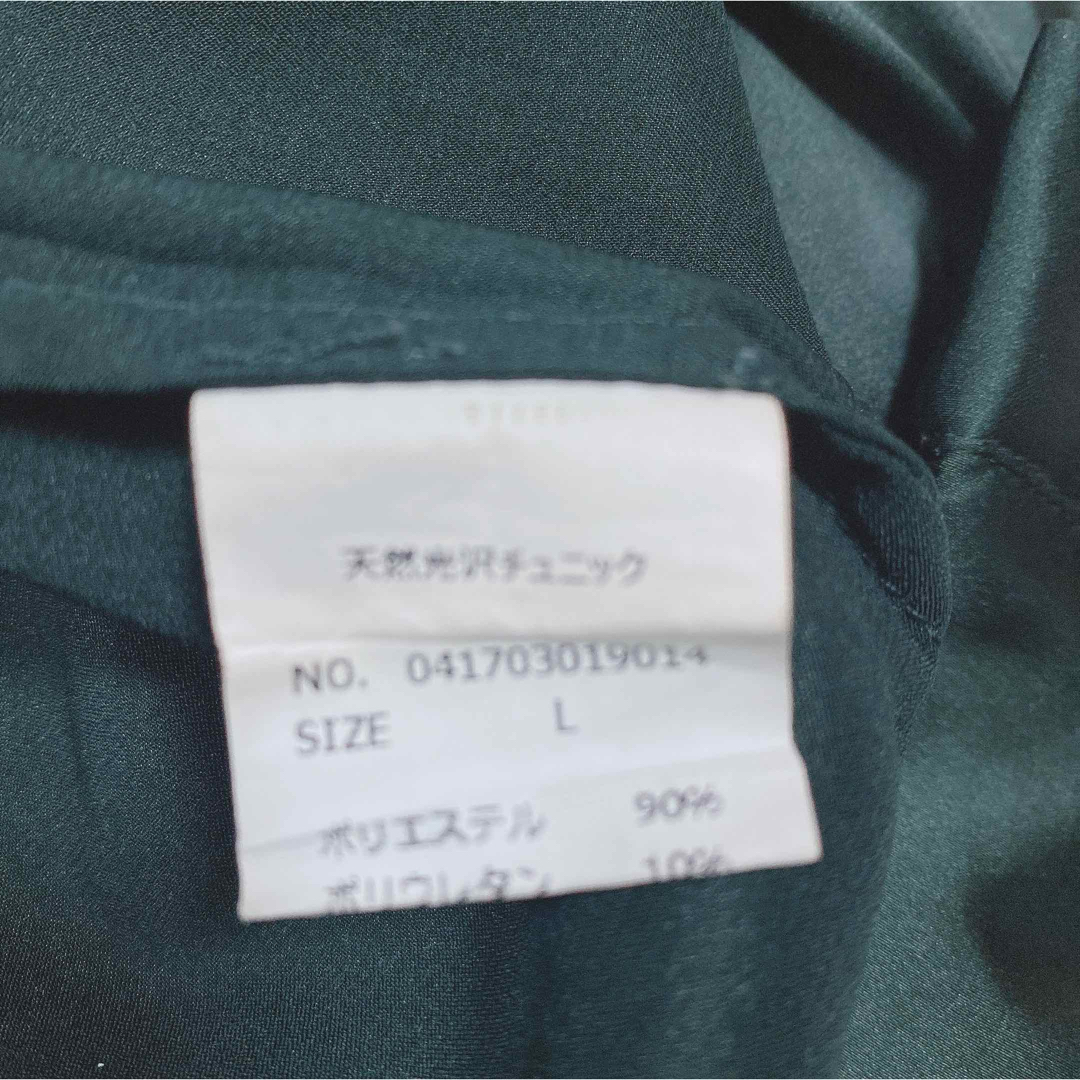 天然光沢チュニック
NO. 041703019014
SIZE L
ポリエステル 90%
ポリウレタン 10%